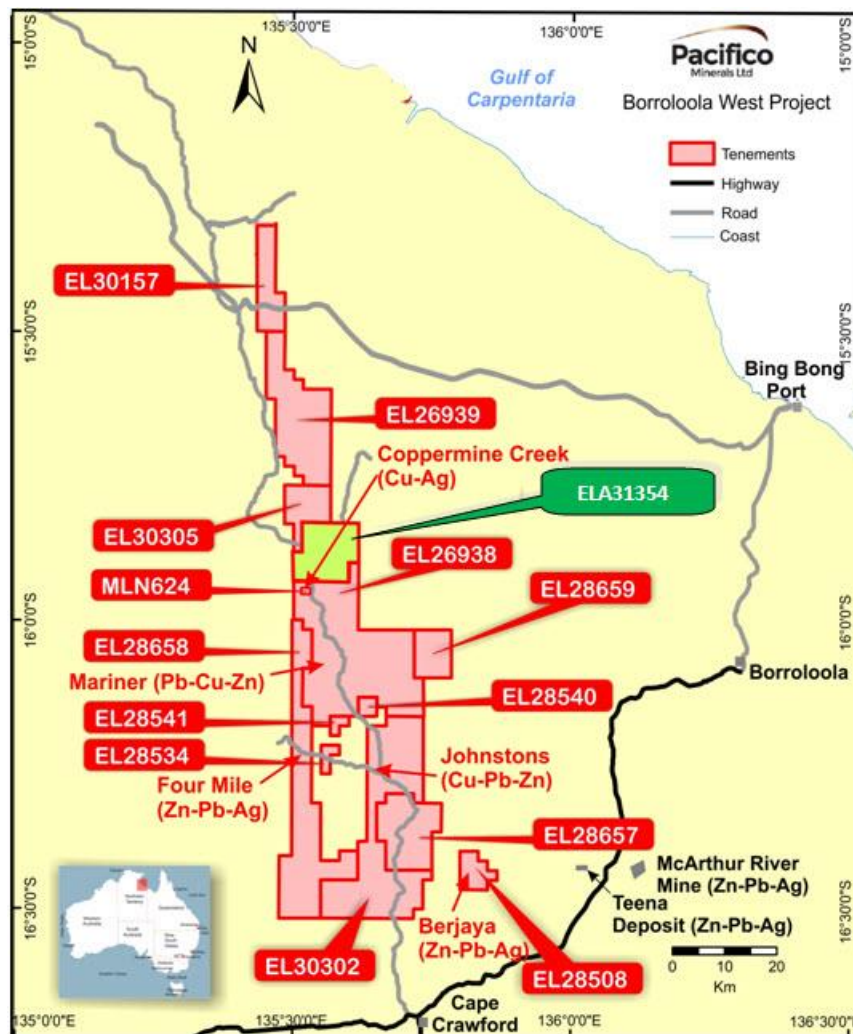 135°30'0"E
136°0'0"E
15°0'0"S
N
Gulf of
Carpentaria
Pacifico
Minerals Ltd
Borroloola West Project
Tenements
Highway
Road
Coast
EL30157
15°30'0"S
15°30'0"S
Bing Bong
Port
EL26939
Coppermine Creek
(Cu-Ag)
ELA31354
EL30305
EL26938
MLN624
EL28659
16°0'0"S
16°0'0"S
EL28658
Mariner (Pb-Cu-Zn)
Borroloola
EL28540
EL28541
EL28534
Johnstons
(Cu-Pb-Zn)
Four Mile
(Zn-Pb-Ag)
EL28657
McArthur River
Mine (Zn-Pb-Ag)
Teena
Deposit (Zn-Pb-Ag)
16°30'0"S
16°30'0"S
Berjaya
(Zn-Pb-Ag)
EL30302
EL28508
0 10 20
Km
Cape
Crawford
135°0'0"E
135°30'0"E
136°0'0"E
136°30'0"E